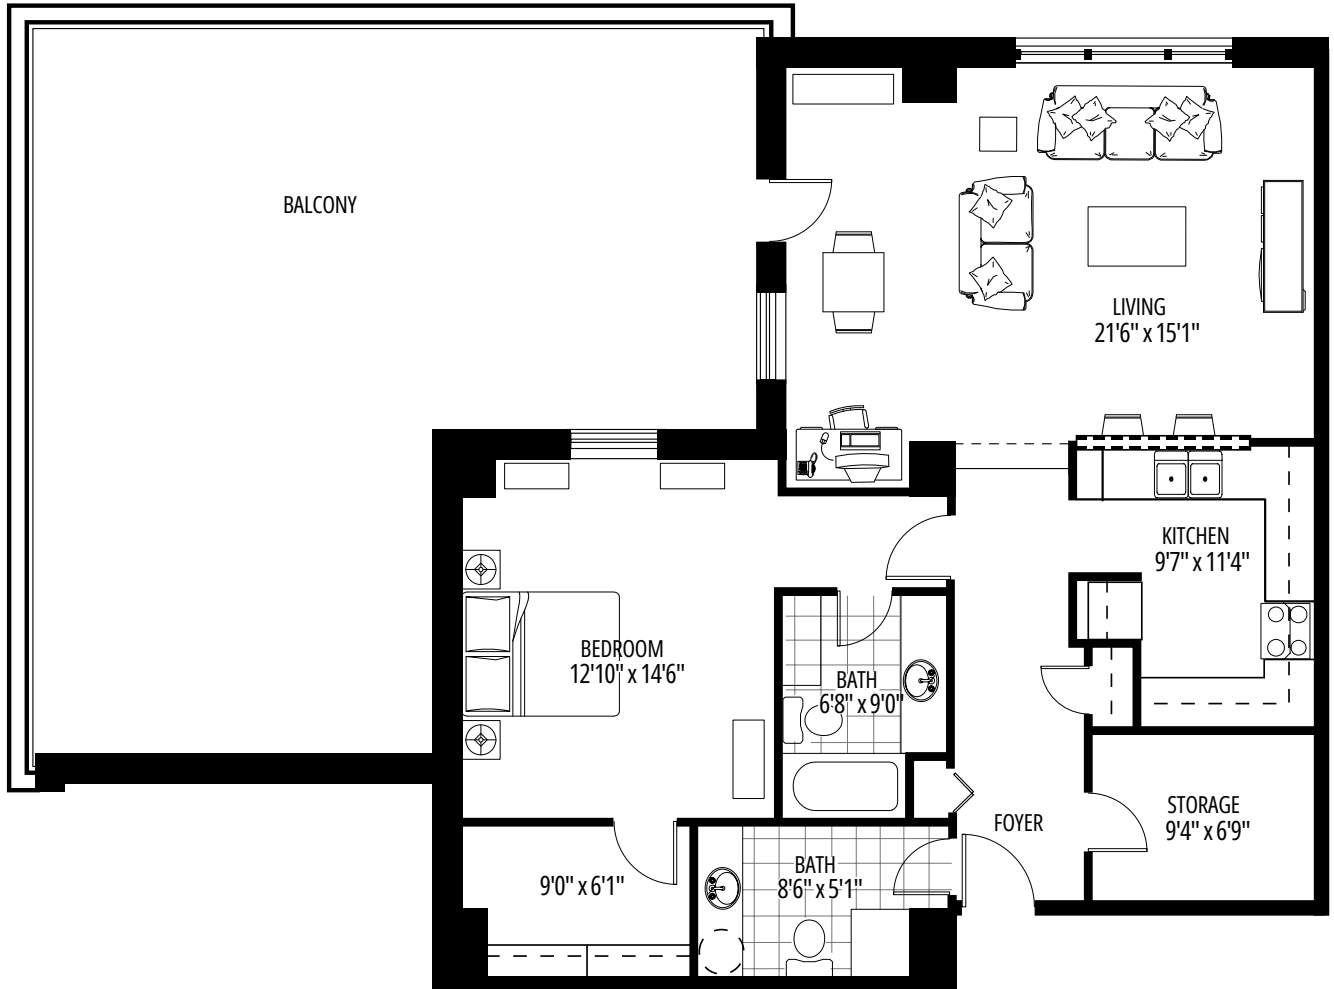 BALCONY
LIVING
21'6" x 15'1"
KITCHEN
9'7" x 11'4"
BEDROOM
12'10" x 14'6"
BATH
6'8" x 9'0"
STORAGE
9'4" x 6'9"
FOYER
BATH
8'6" x 5'1"
9'0" x 6'1"